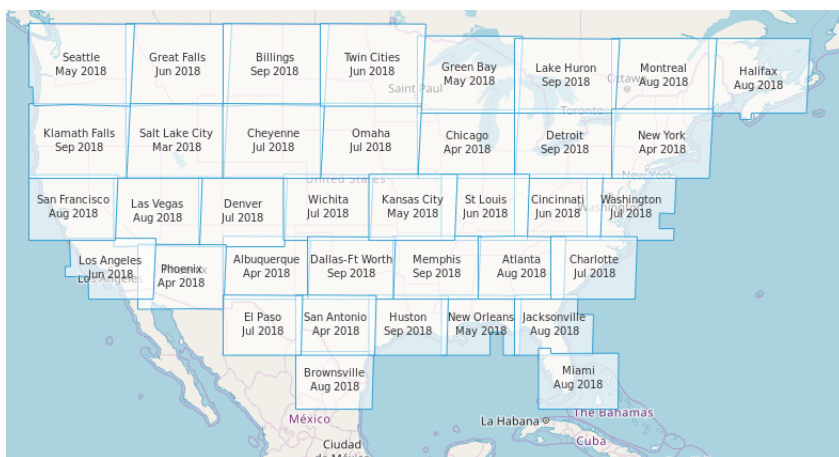 Seattle
May 2018
Great Falls
Jun 2018
Billings
Sep 2018
Twin Cities
Jun 2018
Green Bay
May 2018
Lake Huron
Sep 2018
Montreal
Aug 2018
Halifax
Aug 2018
Saint Paul
Ottawa
Toronto
Klamath Falls
Sep 2018
Salt Lake City
Mar 2018
Cheyenne
Jul 2018
Omaha
Jul 2018
Chicago
Apr 2018
Detroit
Sep 2018
New York
Apr 2018
United States
New York
San Francisco
Aug 2018
Las Vegas
Aug 2018
Denver
Jul 2018
Wichita
Jul 2018
Kansas City
May 2018
St Louis
Jun 2018
Cincinnati
Jun 2018
Washington
Jul 2018
Washington
Los Angeles
Jun 2018
Los Angeles
Phoenix
Apr 2018
Albuquerque
Apr 2018
Dallas-Ft Worth
Sep 2018
Memphis
Sep 2018
Atlanta
Aug 2018
Charlotte
Jul 2018
El Paso
Jul 2018
San Antonio
Apr 2018
Huston
Sep 2018
New Orleans
May 2018
Jacksonville
Aug 2018
Brownsville
Aug 2018
Miami
Aug 2018
México
Ciudad
de México
La Habana
The Bahamas
Cuba